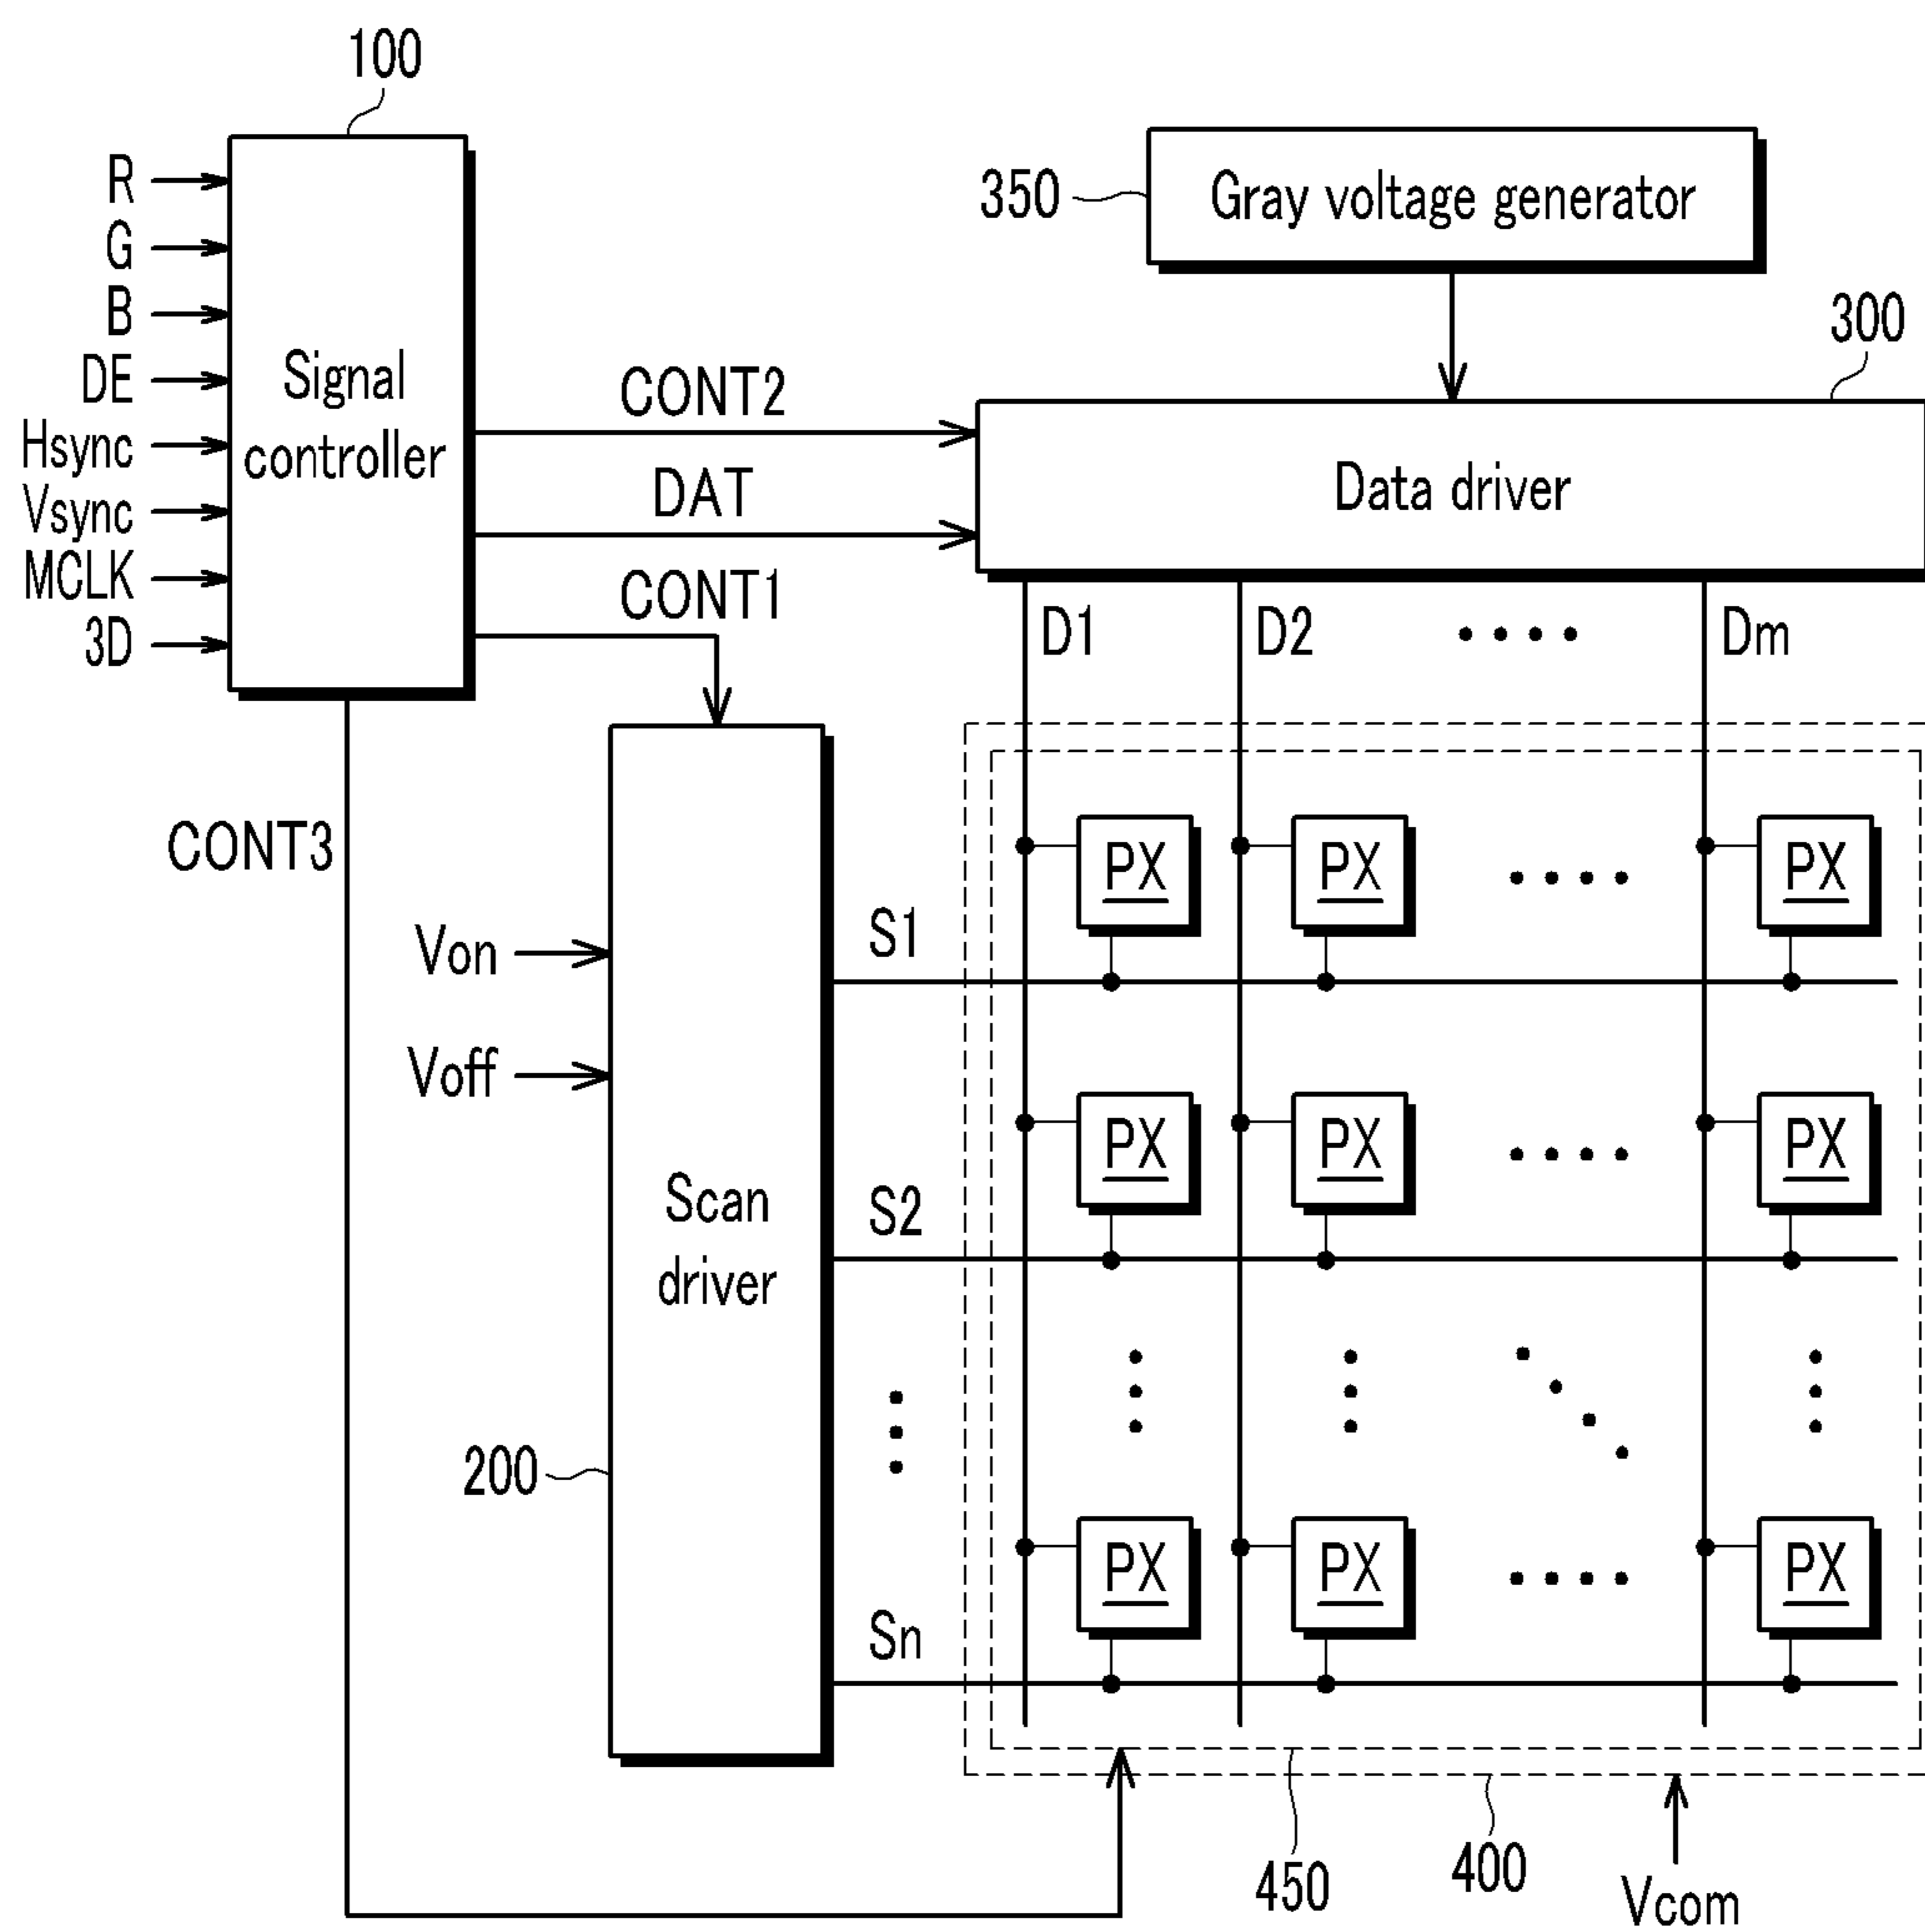 100
R
G
B
DE
Hsync
Vsync
MCLK
3D
Signal
controller
350
Gray voltage generator
300
CONT2
DAT
CONT1
Data driver
D1
D2
Dm
CONT3
Von
Voff
Scan
driver
200
S1
PX
PX
PX
S2
PX
PX
PX
Sn
PX
PX
PX
450
400
Vcom